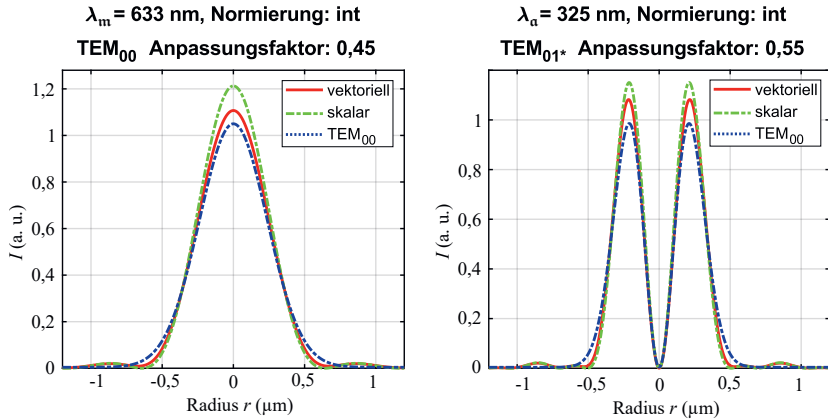 λm = 633 nm, Normierung: int
TEM00 Anpassungsfaktor: 0,45
vektoriell
skalar
TEM00
1,2
1
0,8
0,6
0,4
0,2
0
I (a. u.)
-1
-0,5
0
0,5
1
Radius r (µm)
λa = 325 nm, Normierung: int
TEM01* Anpassungsfaktor: 0,55
vektoriell
skalar
TEM00
1
0,8
0,6
0,4
0,2
0
I (a. u.)
-1
-0,5
0
0,5
1
Radius r (µm)